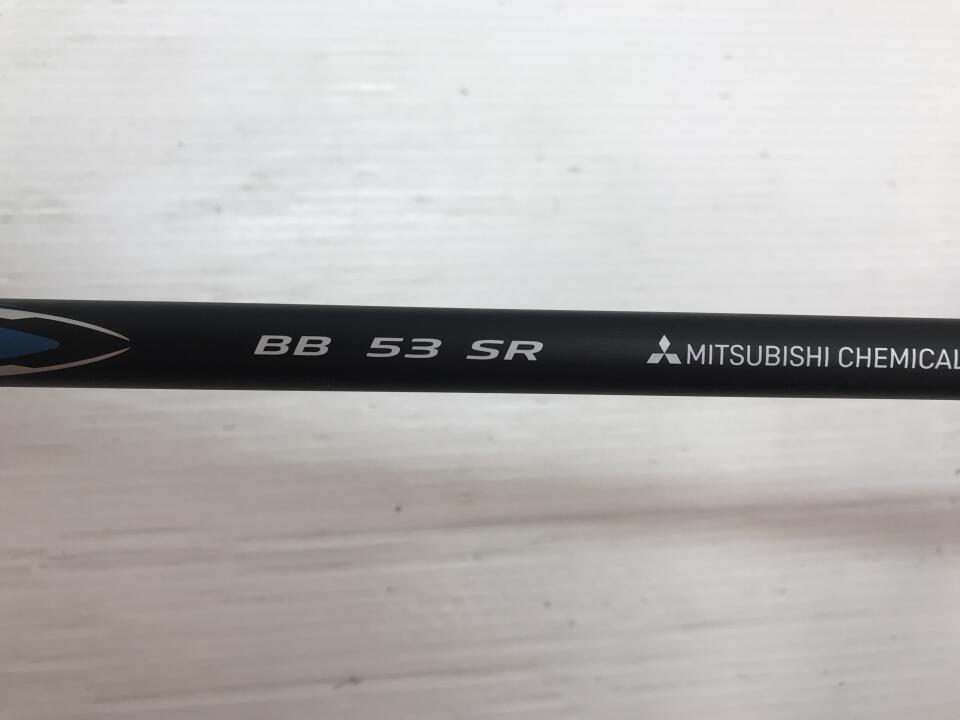 BB 53 SR MITSUBISHI CHEMICAL